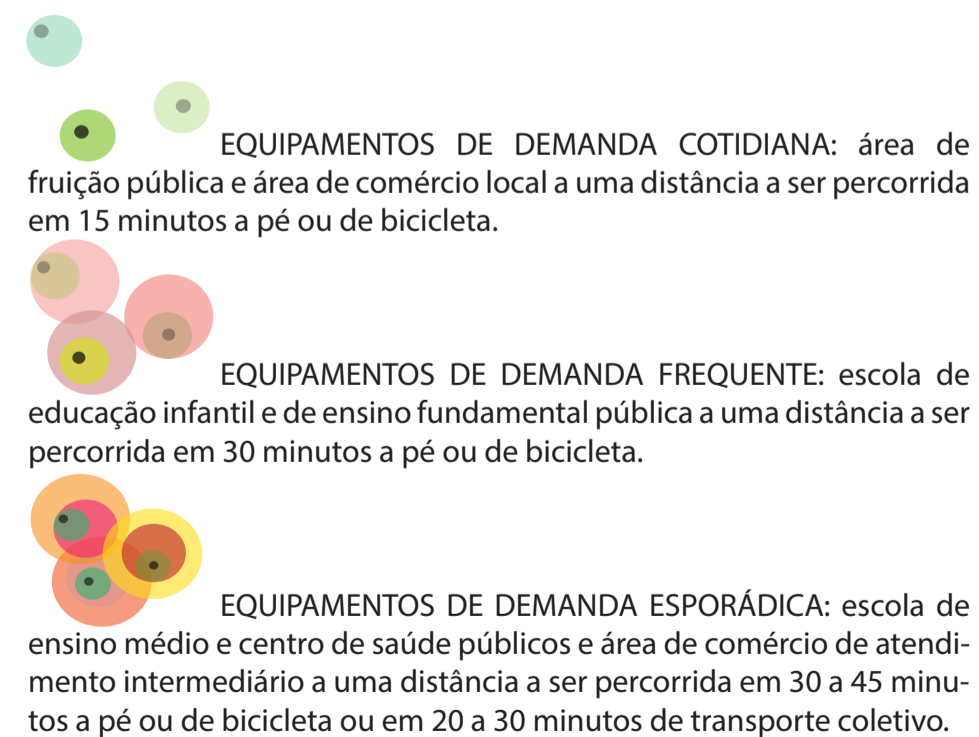 EQUIPAMENTOS DE DEMANDA COTIDIANA: área de
fruição pública e área de comércio local a uma distância a ser percorrida
em 15 minutos a pé ou de bicicleta.
EQUIPAMENTOS DE DEMANDA FREQUENTE: escola de
educação infantil e de ensino fundamental pública a uma distância a ser
percorrida em 30 minutos a pé ou de bicicleta.
EQUIPAMENTOS DE DEMANDA ESPORÁDICA: escola de
ensino médio e centro de saúde públicos e área de comércio de atendi-
mento intermediário a uma distância a ser percorrida em 30 a 45 minu-
tos a pé ou de bicicleta ou em 20 a 30 minutos de transporte coletivo.